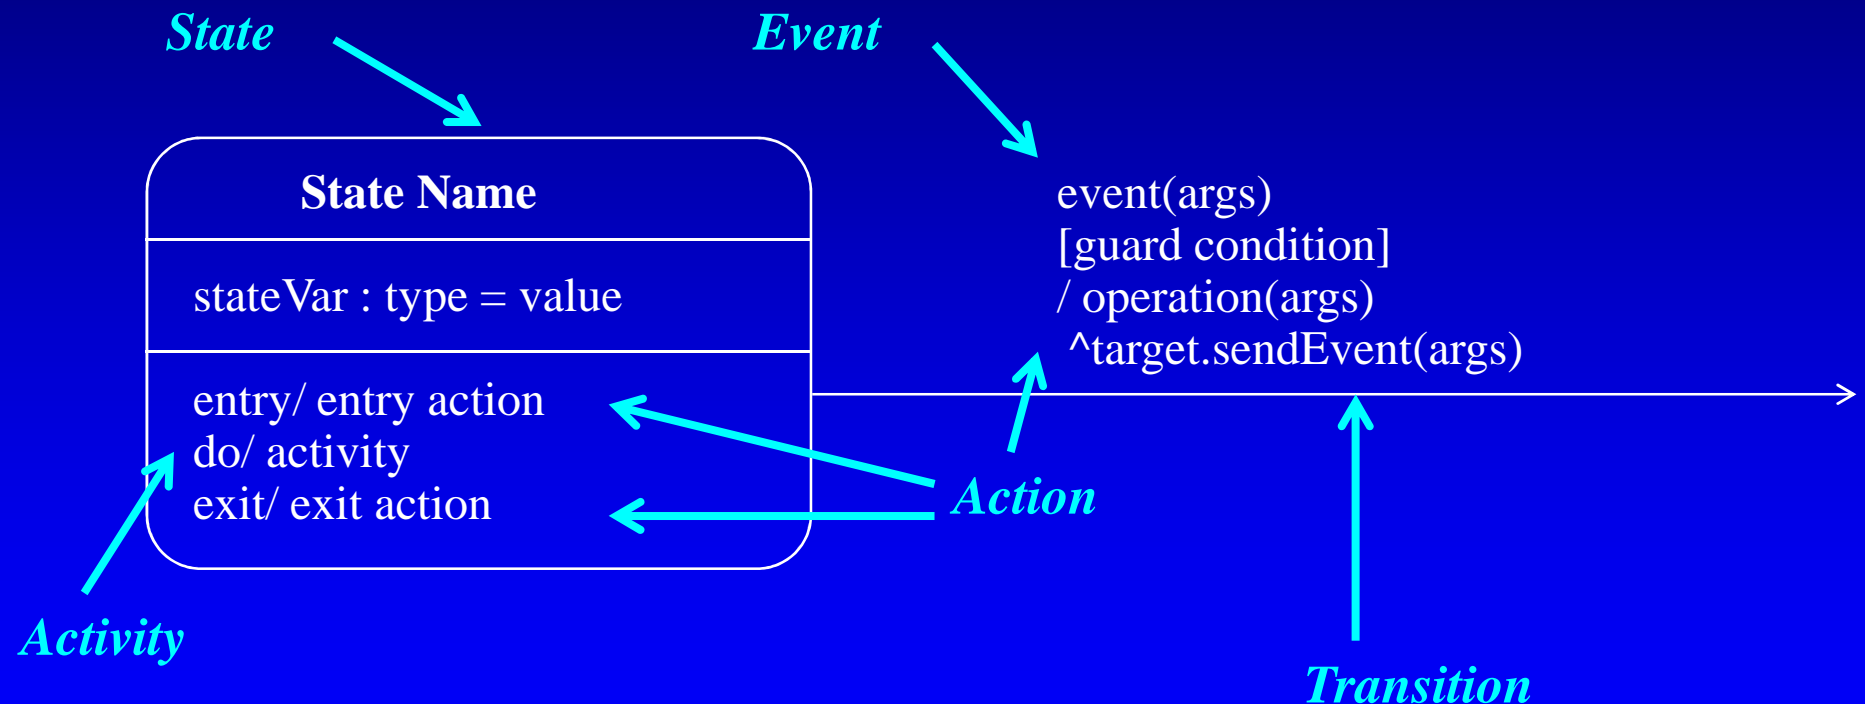 State
Event
State Name
stateVar : type = value
entry/ entry action
do/ activity
exit/ exit action
event(args)
[guard condition]
/ operation(args)
^target.sendEvent(args)
Action
Activity
Transition